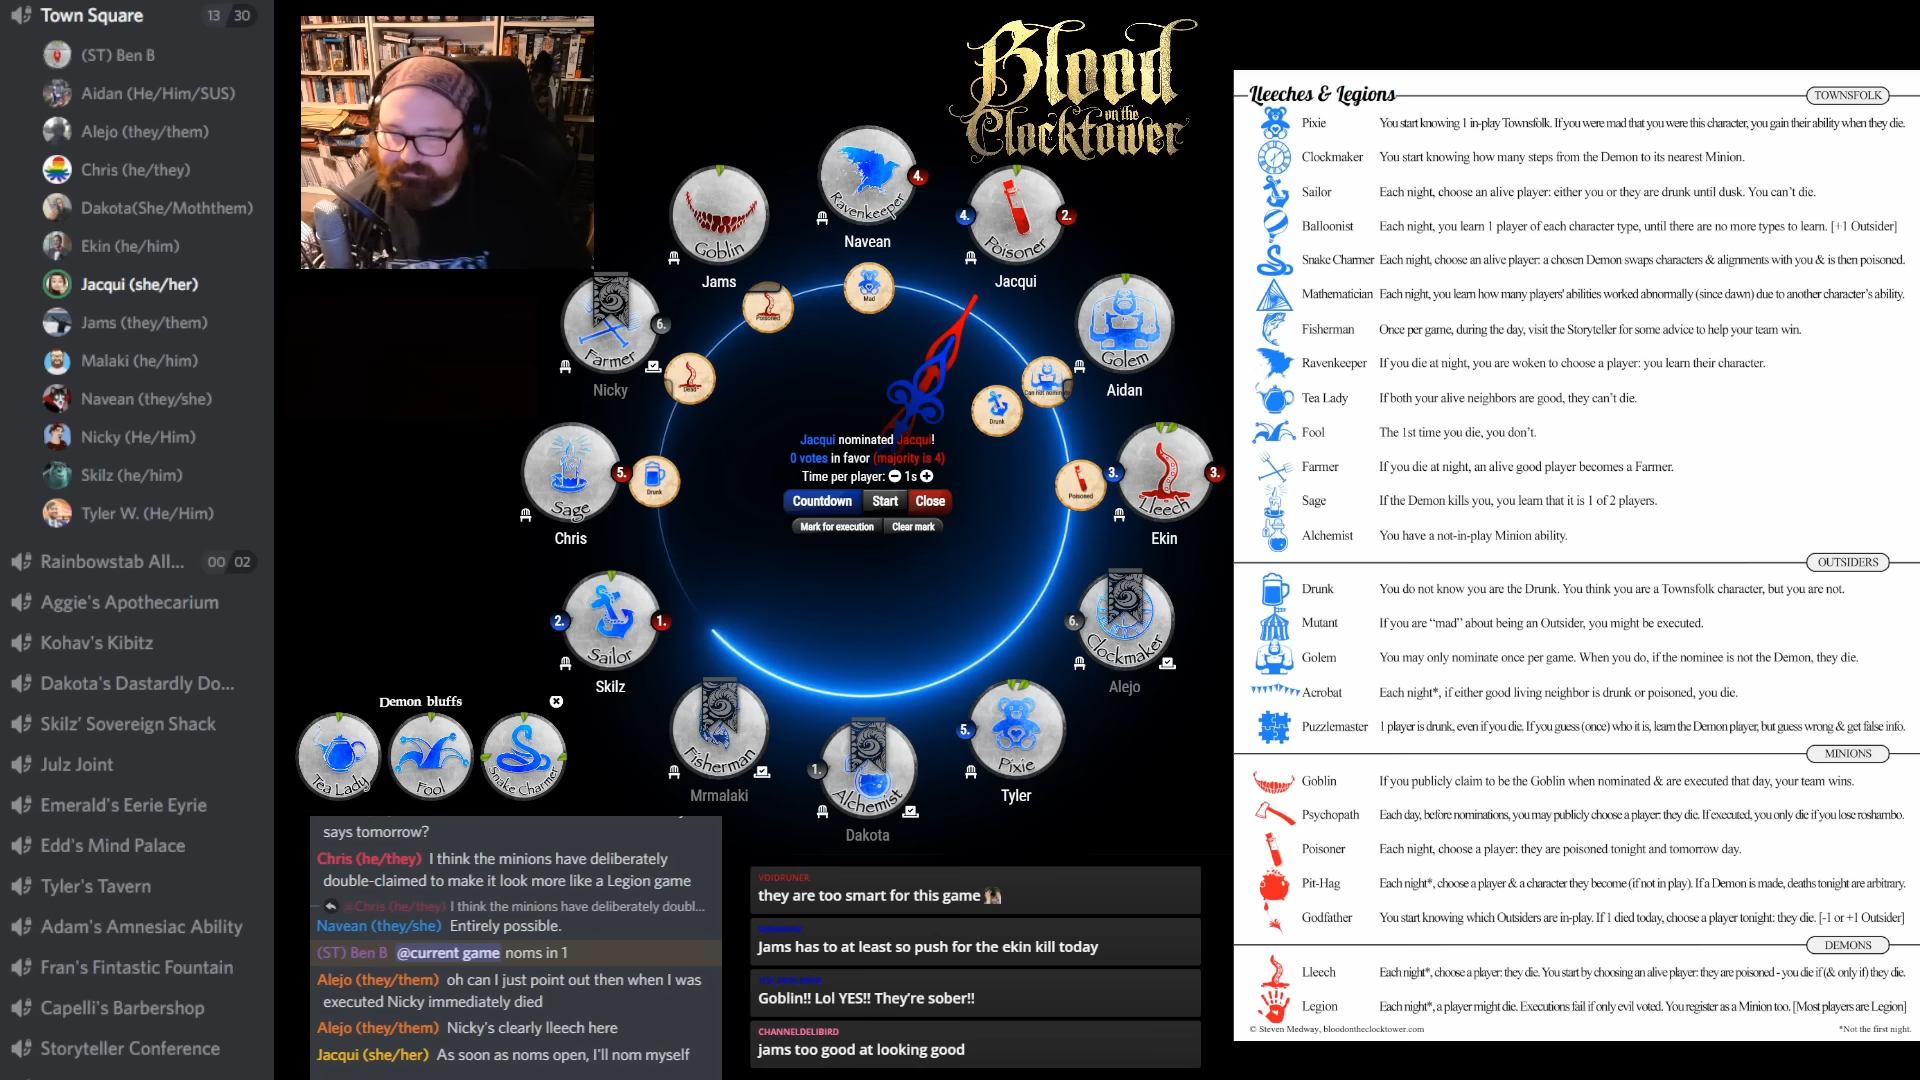 Town Square 13 30
(ST) Ben B
Aidan (He/Him/SUS)
Alejo (they/them)
Chris (he/they)
Dakota(She/Moththem)
Ekin (he/him)
Jacqui (she/her)
Jams (they/them)
Malaki (he/him)
Navean (they/she)
Nicky (He/Him)
Skilz (he/him)
Tyler W. (He/Him)
Rainbowstab All... 00 02
Aggie's Apothecarium
Kohav's Kibitz
Dakota's Dastardly Do...
Skilz' Sovereign Shack
Julz Joint
Emerald's Eerie Eyrie
Edd's Mind Palace
Tyler's Tavern
Adam's Amnesiac Ability
Fran's Fintastic Fountain
Capelli's Barbershop
Storyteller Conference
Blood
on the
Clocktower
Ravenkeeper
4.
Navean
Goblin
Jams
Poisoner
4.
2.
Jacqui
Golem
Aidan
Farmer
6.
Nicky
Lleech
3.
3.
Ekin
Sage
5.
Chris
Clockmaker
6.
Alejo
Sailor
2.
1.
Skilz
Pixie
5.
Tyler
Fisherman
Mrmalaki
Alchemist
1.
Dakota
Mad
Poisoned
Dead
Drunk
Can not nominate
Drunk
Poisoned
Jacqui nominated Jacqui!
0 votes in favor (majority is 4)
Time per player: 1s
Countdown Start Close
Mark for execution Clear mark
Demon bluffs
Tea Lady
Fool
Snake Charmer
says tomorrow?
Chris (he/they) I think the minions have deliberately
double-claimed to make it look more like a Legion game
@Chris (he/they) I think the minions have deliberately doubl...
Navean (they/she) Entirely possible.
(ST) Ben B @current game noms in 1
Alejo (they/them) oh can I just point out then when I was
executed Nicky immediately died
Alejo (they/them) Nicky's clearly lleech here
Jacqui (she/her) As soon as noms open, I'll nom myself
VOIDRUNER
they are too smart for this game
Jams has to at least so push for the ekin kill today
Goblin!! Lol YES!! They're sober!!
CHANNELDELIBIRD
jams too good at looking good
Lleeches & Legions
TOWNSFOLK
Pixie You start knowing 1 in-play Townsfolk. If you were mad that you were this character, you gain their ability when they die.
Clockmaker You start knowing how many steps from the Demon to its nearest Minion.
Sailor Each night, choose an alive player: either you or they are drunk until dusk. You can't die.
Balloonist Each night, you learn 1 player of each character type, until there are no more types to learn. [+1 Outsider]
Snake Charmer Each night, choose an alive player: a chosen Demon swaps characters & alignments with you & is then poisoned.
Mathematician Each night, you learn how many players' abilities worked abnormally (since dawn) due to another character's ability.
Fisherman Once per game, during the day, visit the Storyteller for some advice to help your team win.
Ravenkeeper If you die at night, you are woken to choose a player: you learn their character.
Tea Lady If both your alive neighbors are good, they can't die.
Fool The 1st time you die, you don't.
Farmer If you die at night, an alive good player becomes a Farmer.
Sage If the Demon kills you, you learn that it is 1 of 2 players.
Alchemist You have a not-in-play Minion ability.
OUTSIDERS
Drunk You do not know you are the Drunk. You think you are a Townsfolk character, but you are not.
Mutant If you are “mad” about being an Outsider, you might be executed.
Golem You may only nominate once per game. When you do, if the nominee is not the Demon, they die.
Acrobat Each night*, if either good living neighbor is drunk or poisoned, you die.
Puzzlemaster 1 player is drunk, even if you die. If you guess (once) who it is, learn the Demon player, but guess wrong & get false info.
MINIONS
Goblin If you publicly claim to be the Goblin when nominated & are executed that day, your team wins.
Psychopath Each day, before nominations, you may publicly choose a player: they die. If executed, you only die if you lose roshambo.
Poisoner Each night, choose a player: they are poisoned tonight and tomorrow day.
Pit-Hag Each night*, choose a player & a character they become (if not in play). If a Demon is made, deaths tonight are arbitrary.
Godfather You start knowing which Outsiders are in-play. If 1 died today, choose a player tonight: they die. [-1 or +1 Outsider]
DEMONS
Lleech Each night*, choose a player: they die. You start by choosing an alive player: they are poisoned - you die if (& only if) they die.
Legion Each night*, a player might die. Executions fail if only evil voted. You register as a Minion too. [Most players are Legion]
© Steven Medway, bloodontheclocktower.com *Not the first night.